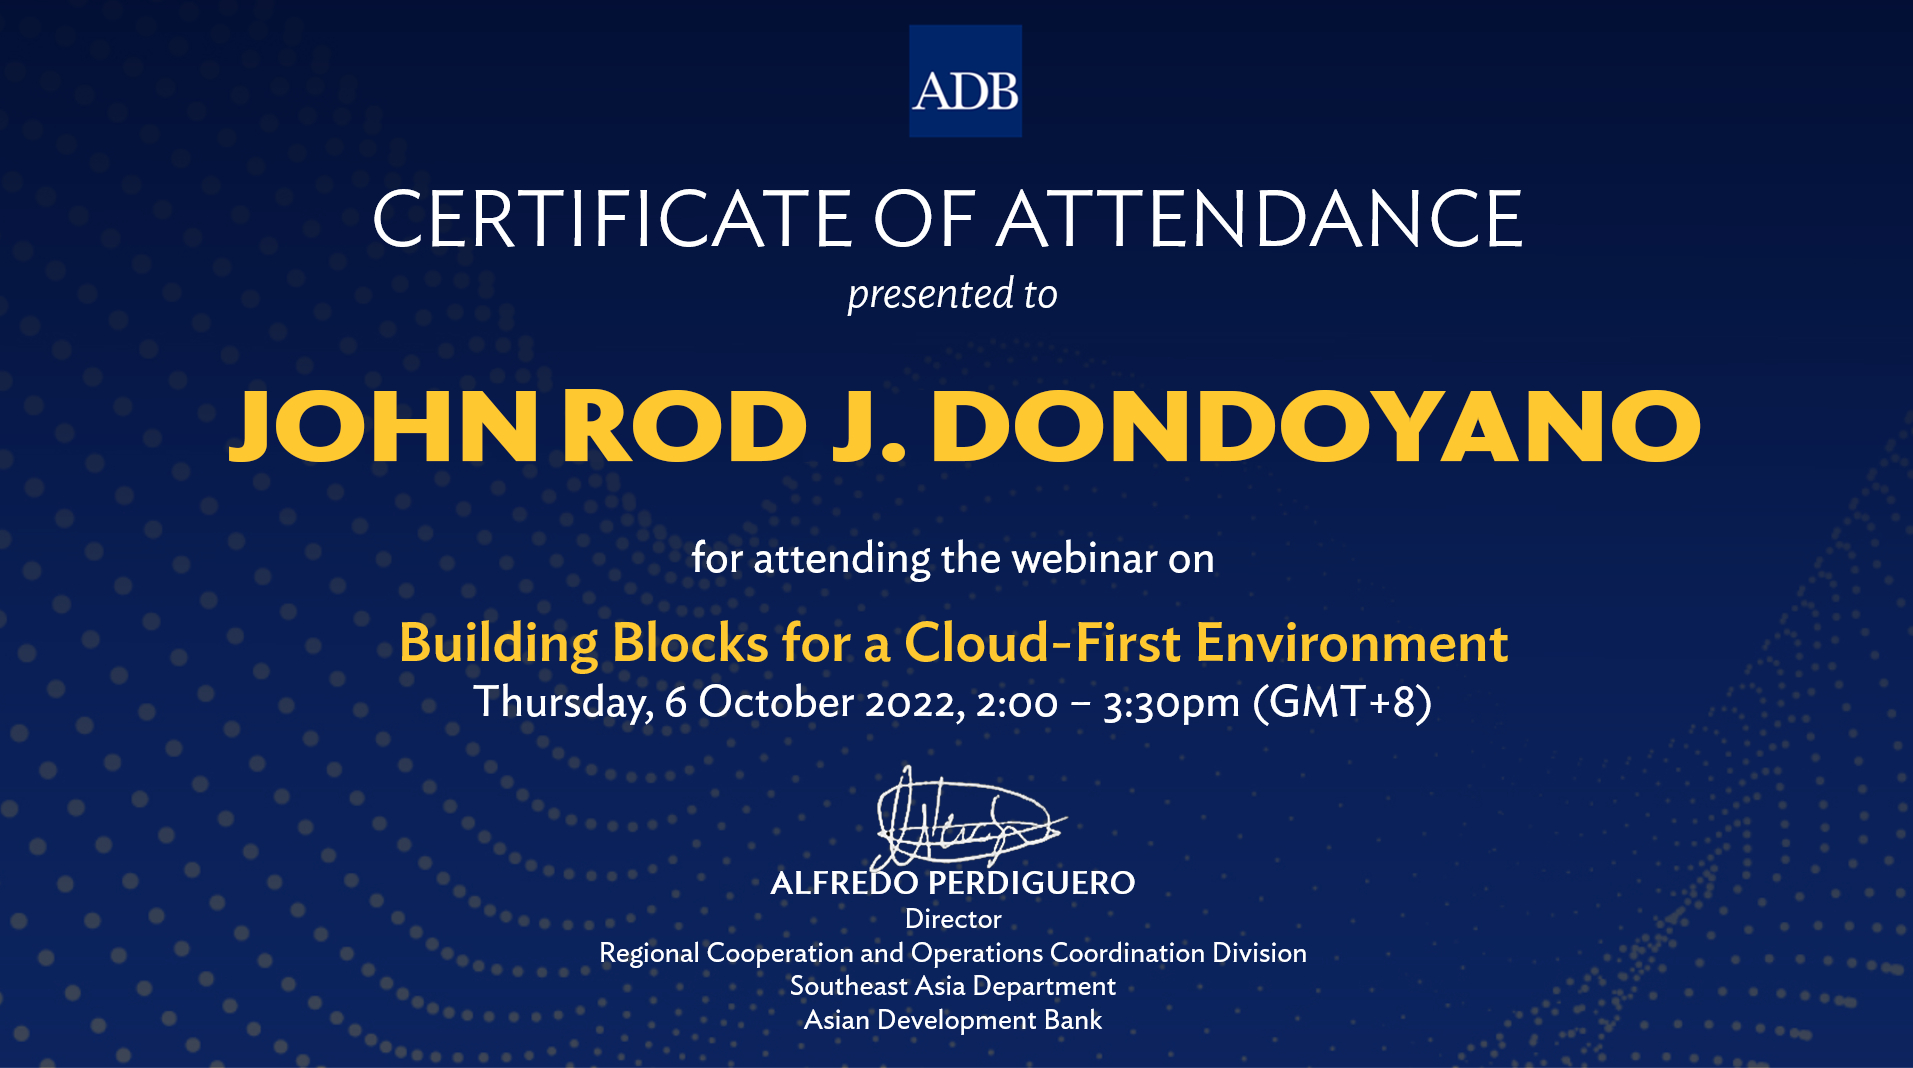 ADB
CERTIFICATE OF ATTENDANCE
presented to
JOHN ROD J. DONDOYANO
for attending the webinar on
Building Blocks for a Cloud-First Environment
Thursday, 6 October 2022, 2:00 – 3:30pm (GMT+8)
ALFREDO PERDIGUERO
Director
Regional Cooperation and Operations Coordination Division
Southeast Asia Department
Asian Development Bank